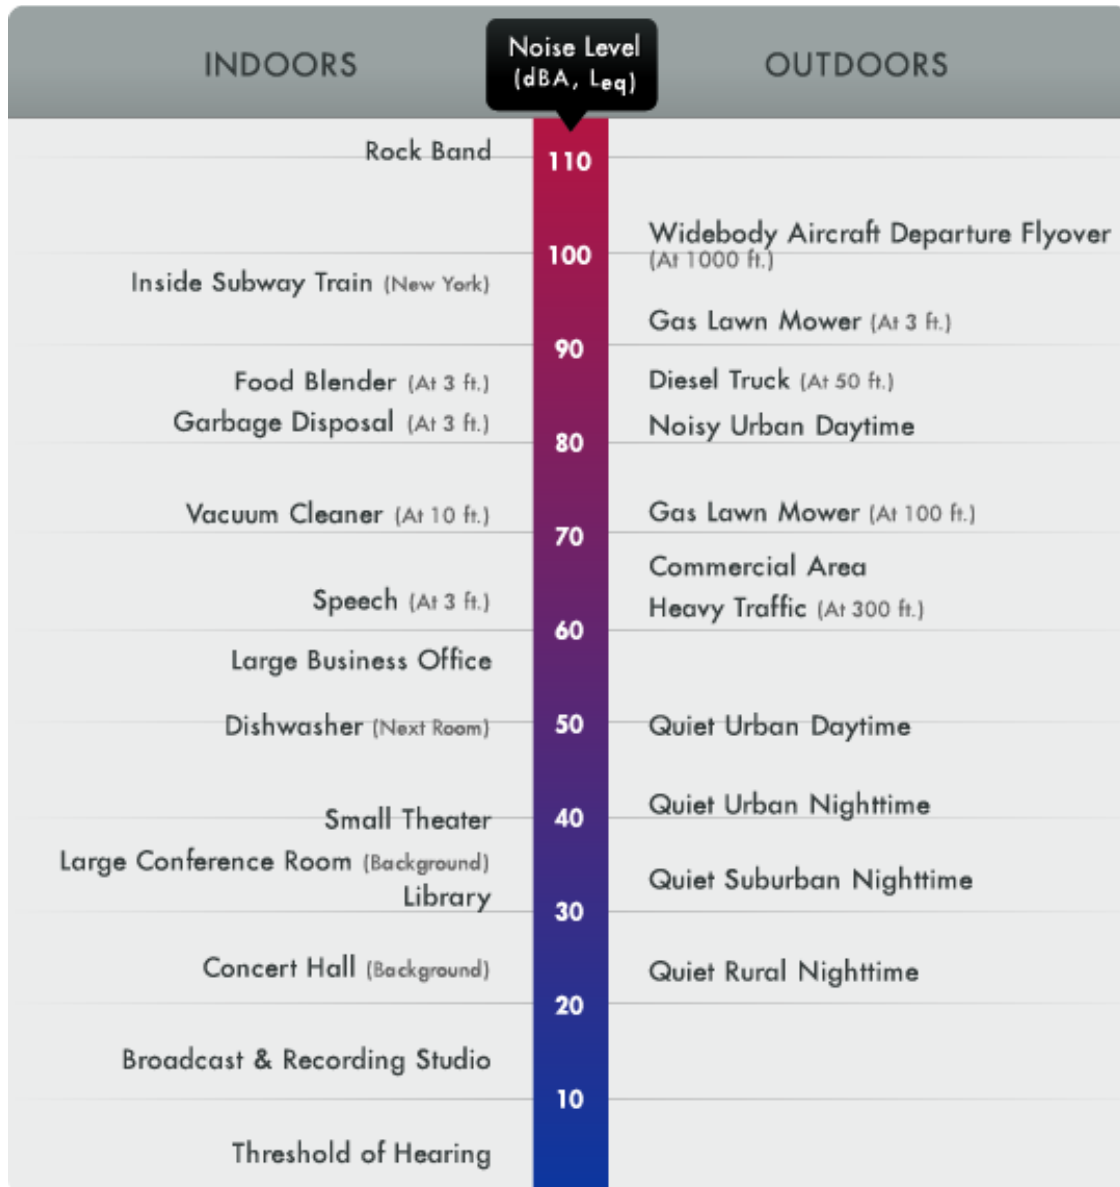 INDOORS
Noise Level
(dBA, Leq)
OUTDOORS
Rock Band
110
Widebody Aircraft Departure Flyover
(At 1000 ft.)
100
Inside Subway Train (New York)
Gas Lawn Mower (At 3 ft.)
90
Food Blender (At 3 ft.)
Diesel Truck (At 50 ft.)
Garbage Disposal (At 3 ft.)
Noisy Urban Daytime
80
Vacuum Cleaner (At 10 ft.)
Gas Lawn Mower (At 100 ft.)
70
Commercial Area
Speech (At 3 ft.)
Heavy Traffic (At 300 ft.)
60
Large Business Office
Dishwasher (Next Room)
50
Quiet Urban Daytime
Quiet Urban Nighttime
Small Theater
40
Large Conference Room (Background)
Quiet Suburban Nighttime
Library
30
Concert Hall (Background)
Quiet Rural Nighttime
20
Broadcast & Recording Studio
10
Threshold of Hearing